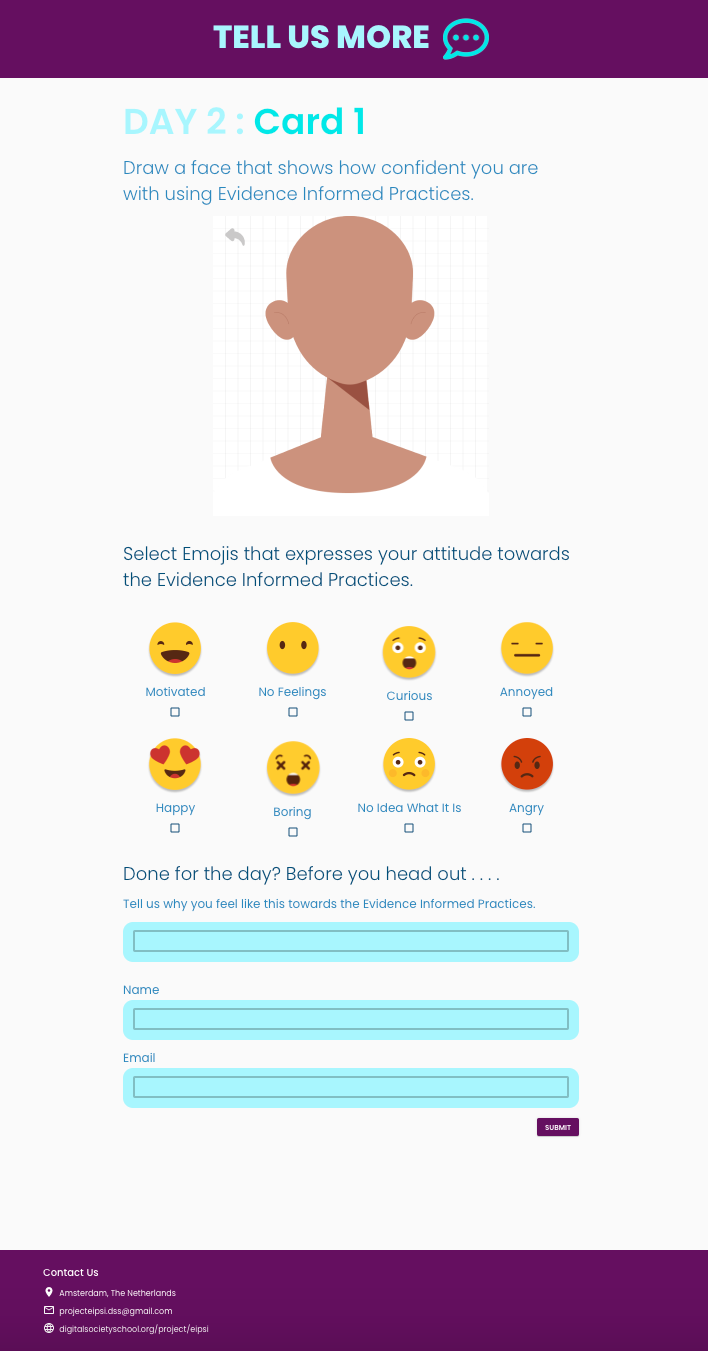 TELL US MORE
DAY 2 : Card 1
Draw a face that shows how confident you are
with using Evidence Informed Practices.
Select Emojis that expresses your attitude towards
the Evidence Informed Practices.
Motivated
No Feelings
Curious
Annoyed
Happy
Boring
No Idea What It Is
Angry
Done for the day? Before you head out . . . .
Tell us why you feel like this towards the Evidence Informed Practices.
Name
Email
SUBMIT
Contact Us
Amsterdam, The Netherlands
projecteipsi.dss@gmail.com
digitalsocietyschool.org/project/eipsi